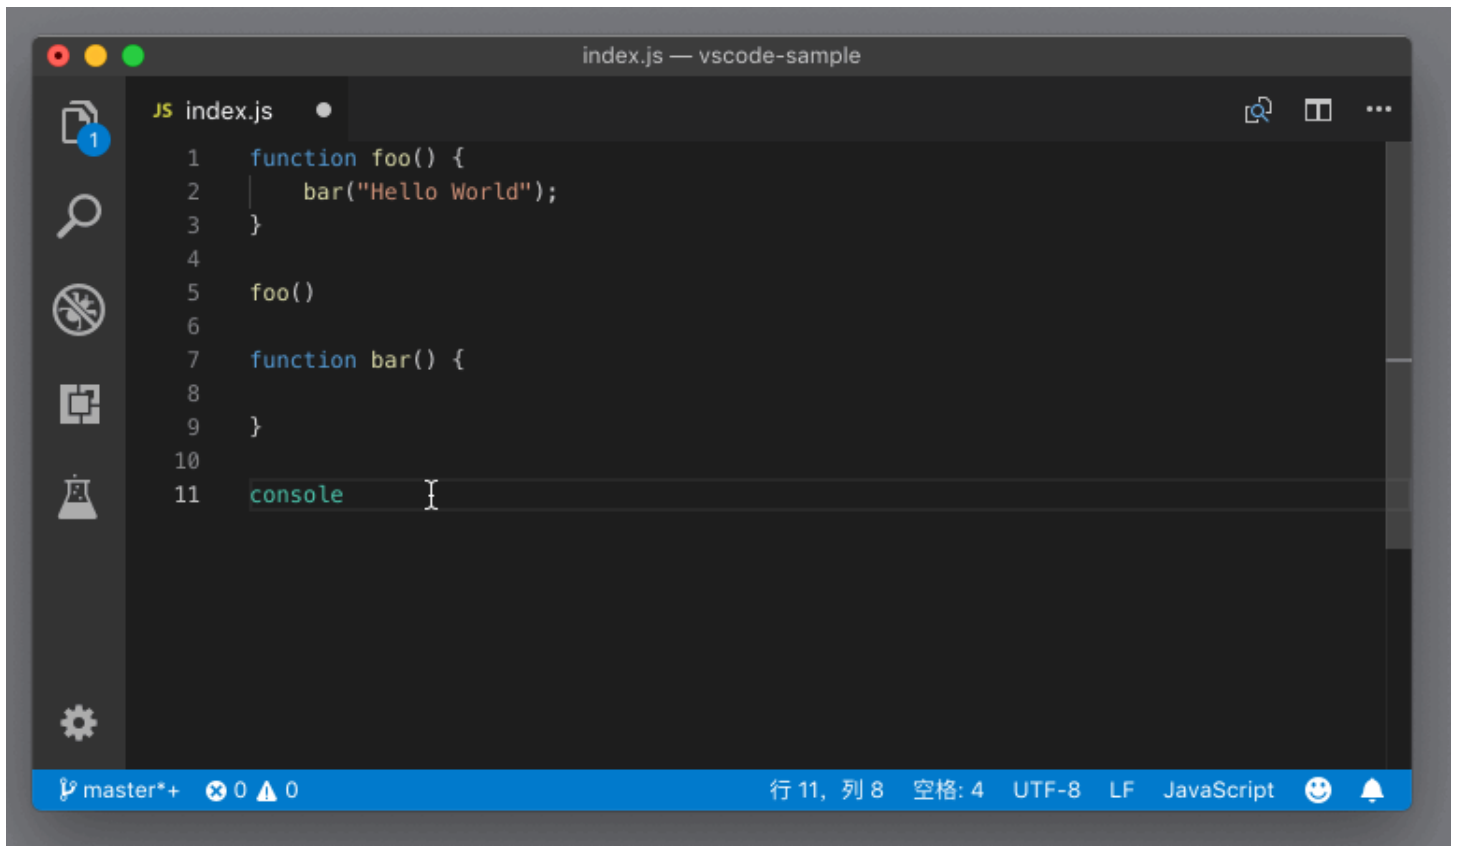 index.js — vscode-sample
JS index.js
1
1 function foo() {
2 bar("Hello World");
3 }
4
5 foo()
6
7 function bar() {
8
9 }
10
11 console
master*+ 0 0 行 11，列 8 空格: 4 UTF-8 LF JavaScript